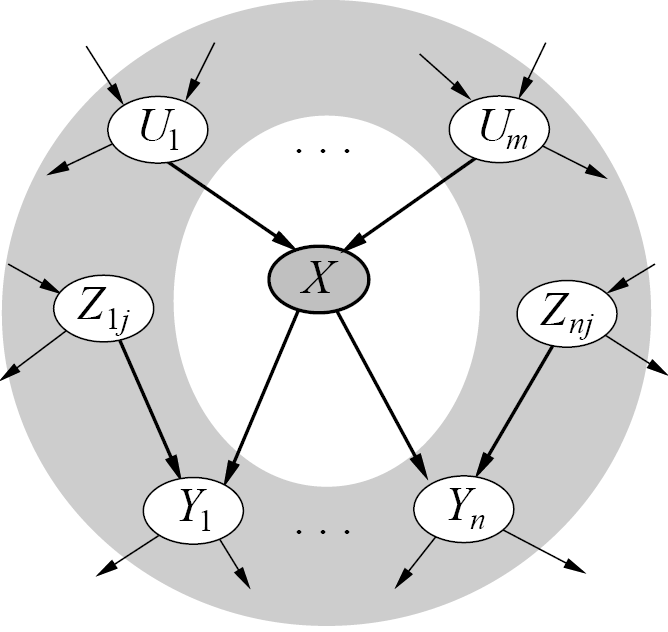 U1 . . . Um
X
Z1j Znj
Y1 . . . Yn